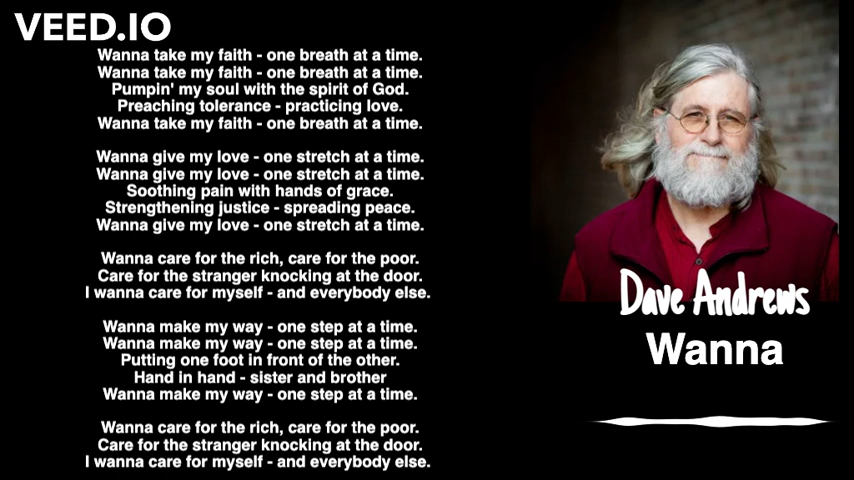 VEED.IO
Wanna take my faith - one breath at a time.
Wanna take my faith - one breath at a time.
Pumpin' my soul with the spirit of God.
Preaching tolerance - practicing love.
Wanna take my faith - one breath at a time.
Wanna give my love - one stretch at a time.
Wanna give my love - one stretch at a time.
Soothing pain with hands of grace.
Strengthening justice - spreading peace.
Wanna give my love - one stretch at a time.
Wanna care for the rich, care for the poor.
Care for the stranger knocking at the door.
I wanna care for myself - and everybody else.
Wanna make my way - one step at a time.
Wanna make my way - one step at a time.
Putting one foot in front of the other.
Hand in hand - sister and brother
Wanna make my way - one step at a time.
Wanna care for the rich, care for the poor.
Care for the stranger knocking at the door.
I wanna care for myself - and everybody else.
Dave Andrews
Wanna